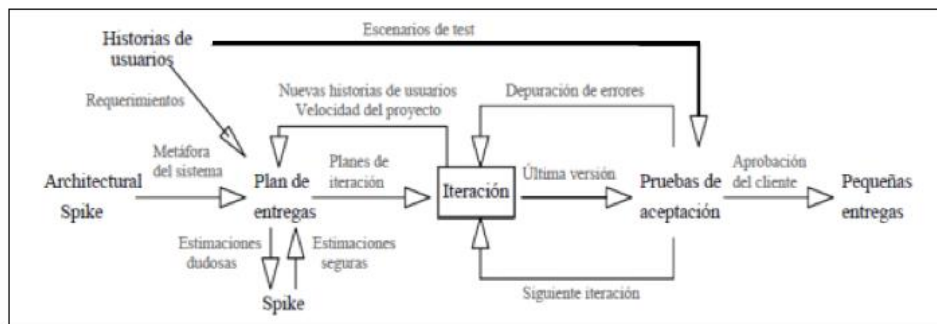 Historias de
usuarios
Escenarios de test
Requerimientos
Nuevas historias de usuarios
Velocidad del proyecto
Depuración de errores
Metáfora
del sistema
Architectural
Spike
Plan de
entregas
Planes de
iteración
Iteración
Última versión
Pruebas de
aceptación
Aprobación
del cliente
Pequeñas
entregas
Estimaciones
dudosas
Estimaciones
seguras
Spike
Siguiente iteración